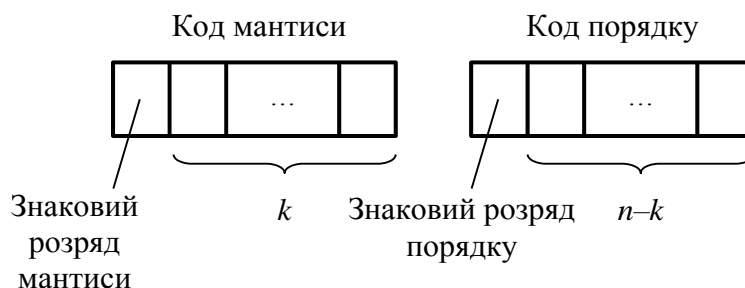 Код мантиси
Код порядку
...
...
Знаковий
розряд
мантиси
k
Знаковий розряд
порядку
n–k